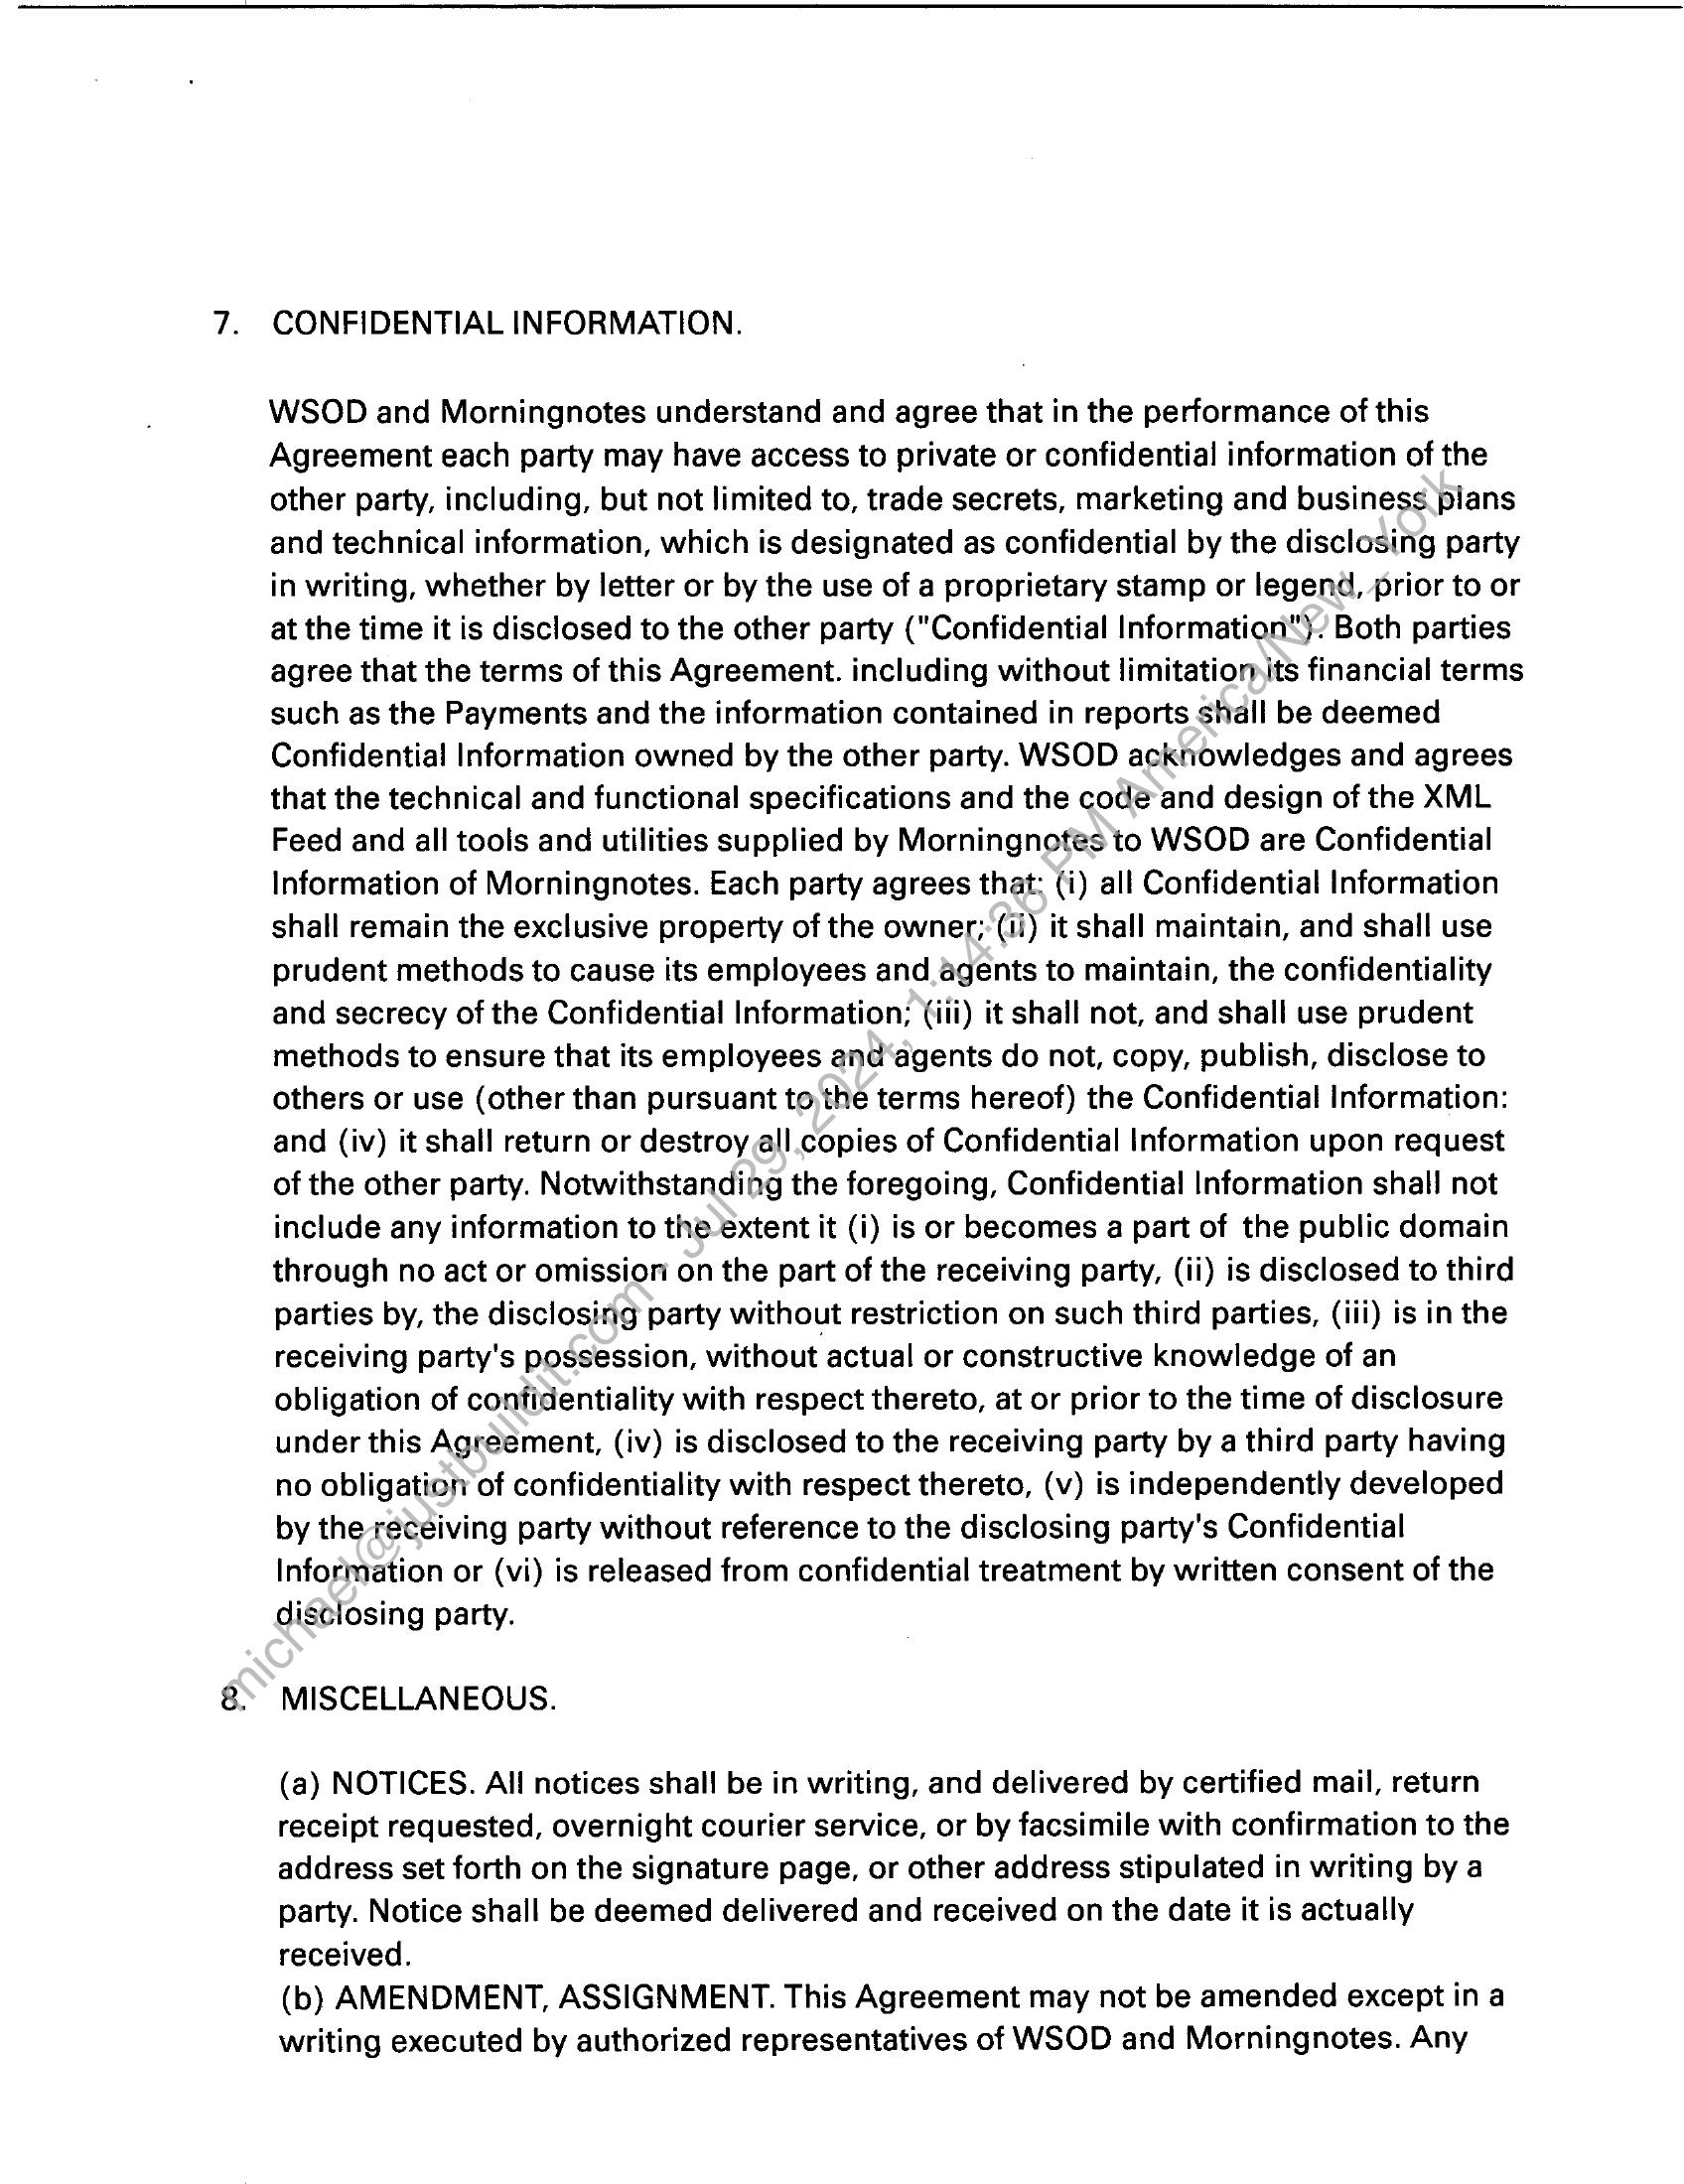 7. CONFIDENTIAL INFORMATION.
WSOD and Morningnotes understand and agree that in the performance of this
Agreement each party may have access to private or confidential information of the
other party, including, but not limited to, trade secrets, marketing and business plans
and technical information, which is designated as confidential by the disclosing party
in writing, whether by letter or by the use of a proprietary stamp or legend, prior to or
at the time it is disclosed to the other party ("Confidential Information"). Both parties
agree that the terms of this Agreement. including without limitation its financial terms
such as the Payments and the information contained in reports shall be deemed
Confidential Information owned by the other party. WSOD acknowledges and agrees
that the technical and functional specifications and the code and design of the XML
Feed and all tools and utilities supplied by Morningnotes to WSOD are Confidential
Information of Morningnotes. Each party agrees that: (i) all Confidential Information
shall remain the exclusive property of the owner; (ii) it shall maintain, and shall use
prudent methods to cause its employees and agents to maintain, the confidentiality
and secrecy of the Confidential Information; (iii) it shall not, and shall use prudent
methods to ensure that its employees and agents do not, copy, publish, disclose to
others or use (other than pursuant to the terms hereof) the Confidential Information:
and (iv) it shall return or destroy all copies of Confidential Information upon request
of the other party. Notwithstanding the foregoing, Confidential Information shall not
include any information to the extent it (i) is or becomes a part of the public domain
through no act or omission on the part of the receiving party, (ii) is disclosed to third
parties by, the disclosing party without restriction on such third parties, (iii) is in the
receiving party's possession, without actual or constructive knowledge of an
obligation of confidentiality with respect thereto, at or prior to the time of disclosure
under this Agreement, (iv) is disclosed to the receiving party by a third party having
no obligation of confidentiality with respect thereto, (v) is independently developed
by the receiving party without reference to the disclosing party's Confidential
Information or (vi) is released from confidential treatment by written consent of the
disclosing party.
8. MISCELLANEOUS.
(a) NOTICES. All notices shall be in writing, and delivered by certified mail, return
receipt requested, overnight courier service, or by facsimile with confirmation to the
address set forth on the signature page, or other address stipulated in writing by a
party. Notice shall be deemed delivered and received on the date it is actually
received.
(b) AMENDMENT, ASSIGNMENT. This Agreement may not be amended except in a
writing executed by authorized representatives of WSOD and Morningnotes. Any
michael@justbuildit.com - Jul 29, 2024, 1:14:36 PM America/New_York